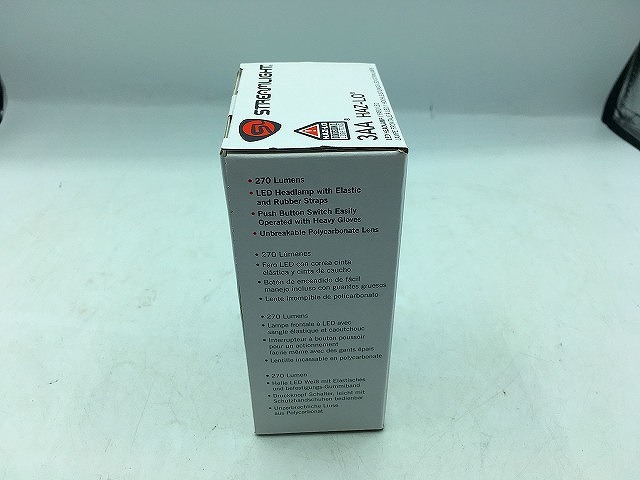 STREAMLIGHT®
HAZ-LO
3AA HAZ-LO®
• 270 Lumens
• LED Headlamp with Elastic
and Rubber Straps
• Push Button Switch Easily
Operated with Heavy Gloves
• Unbreakable Polycarbonate Lens
• 270 Lumenes
• Faro LED con correa cinta
elástica y cinta de caucho
• Botón de encendido de fácil
manejo incluso con guantes gruesos
• Lente irrompible de policarbonato
• 270 Lumens
• Lampe frontale à LED avec
sangle élastique et caoutchouc
• Interrupteur à bouton poussoir
pour un actionnement
facile même avec des gants épais
• Lentille incassable en polycarbonate
• 270 Lumen
• Helle LED Weiß mit Elastisches
und befestigungs-Gummiband
• Druckknopf Schalter, leicht mit
Schutzhandschuhen bedienbar
• Unzerbrechliche Linse
aus Polycarbonat